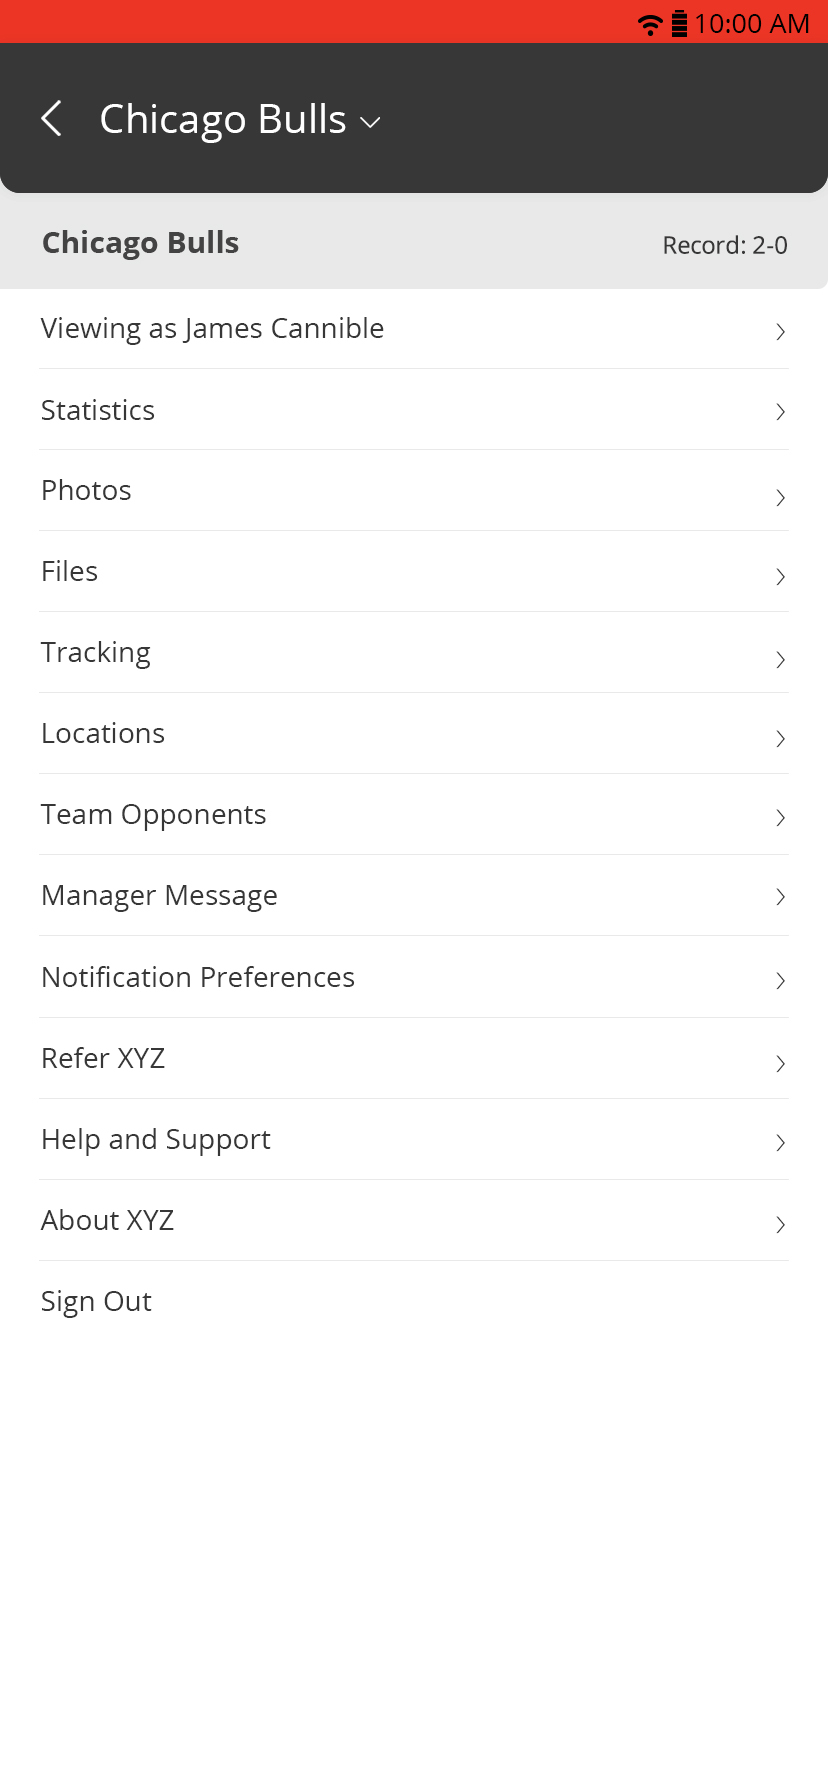 10:00 AM
Chicago Bulls
Chicago Bulls
Record: 2-0
Viewing as James Cannible
Statistics
Photos
Files
Tracking
Locations
Team Opponents
Manager Message
Notification Preferences
Refer XYZ
Help and Support
About XYZ
Sign Out